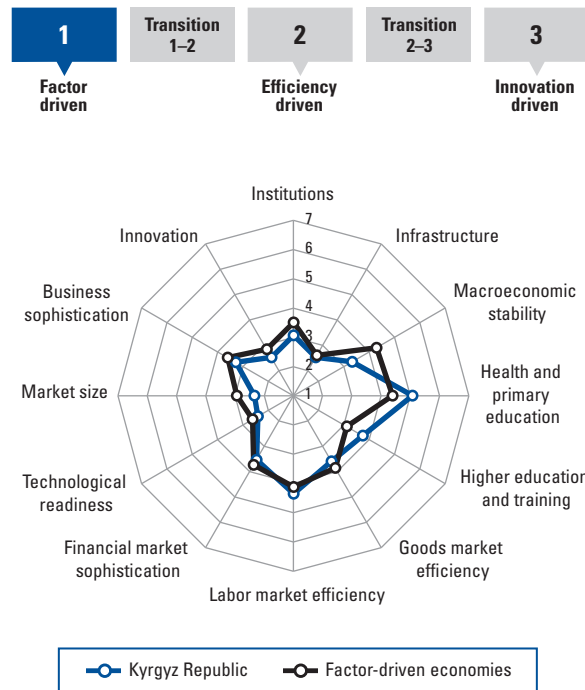 1
Transition
1–2
2
Transition
2–3
3
Factor
driven
Efficiency
driven
Innovation
driven
Institutions
7
Innovation
Infrastructure
6
5
Business
sophistication
Macroeconomic
stability
4
3
2
Market size
1
Health and
primary
education
Technological
readiness
Higher education
and training
Financial market
sophistication
Goods market
efficiency
Labor market efficiency
Kyrgyz Republic
Factor-driven economies